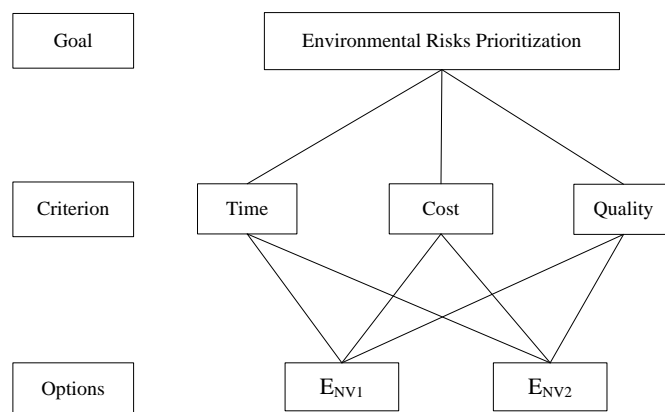 Goal
Environmental Risks Prioritization
Criterion
Time
Cost
Quality
Options
ENV1
ENV2